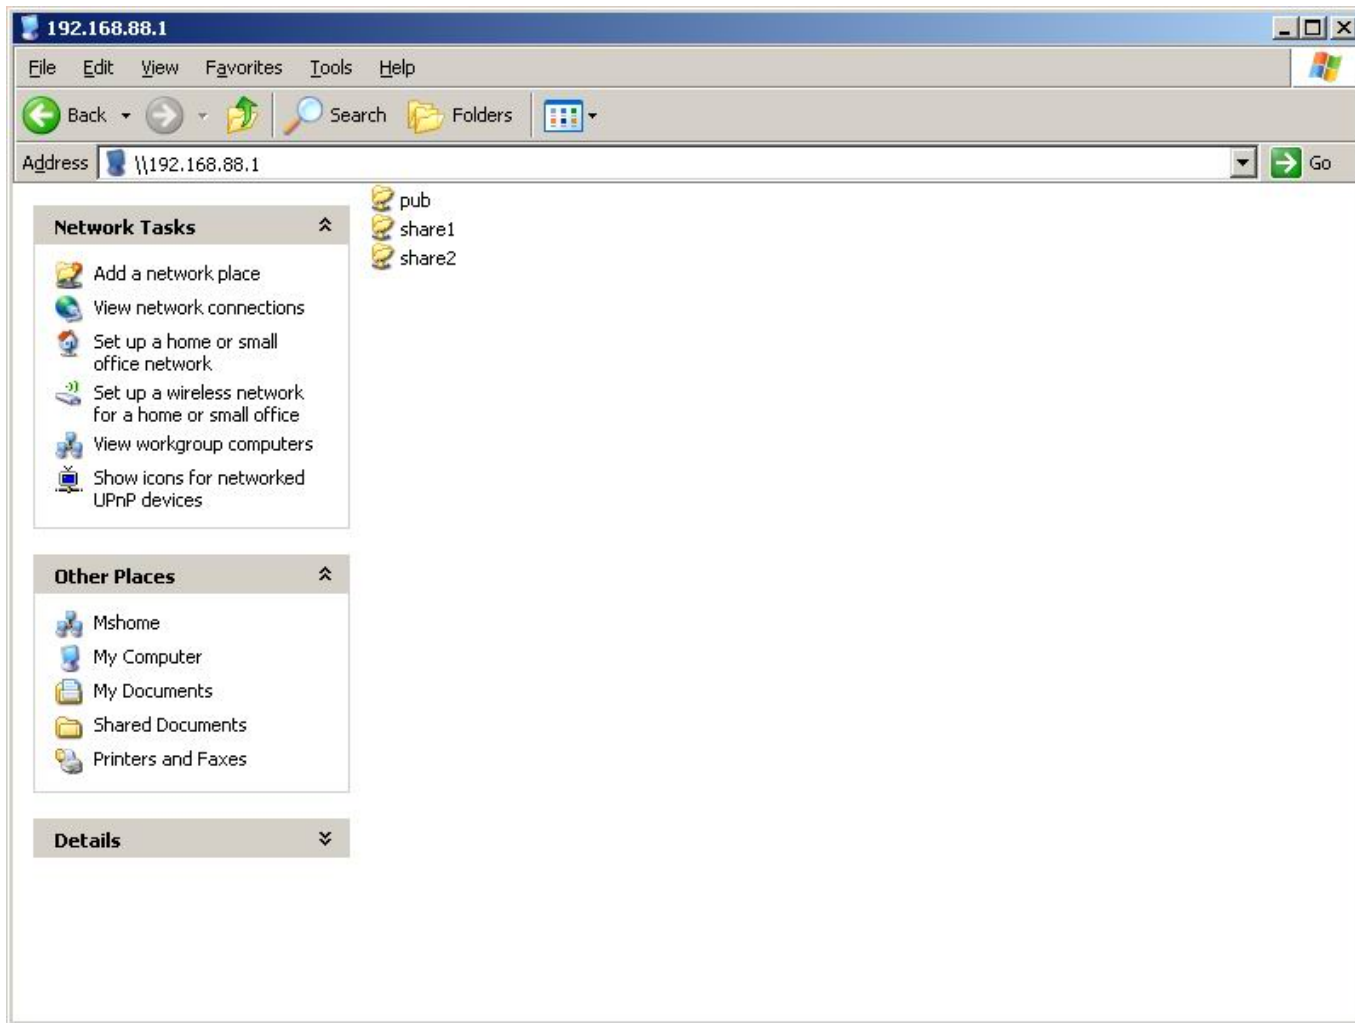 192.168.88.1
File Edit View Favorites Tools Help
Back Search Folders
Address \\192.168.88.1 Go
Network Tasks
Add a network place
View network connections
Set up a home or small
office network
Set up a wireless network
for a home or small office
View workgroup computers
Show icons for networked
UPnP devices
Other Places
Mshome
My Computer
My Documents
Shared Documents
Printers and Faxes
Details
pub
share1
share2